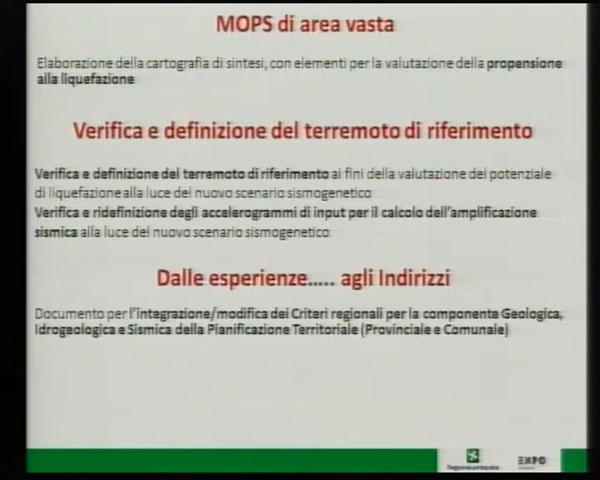 MOPS di area vasta
Elaborazione della cartografia di sintesi, con elementi per la valutazione della propensione
alla liquefazione
Verifica e definizione del terremoto di riferimento
Verifica e definizione del terremoto di riferimento ai fini della valutazione del potenziale
di liquefazione alla luce del nuovo scenario sismogenetico
Verifica e ridefinizione degli accelerogrammi di input per il calcolo dell'amplificazione
sismica alla luce del nuovo scenario sismogenetico
Dalle esperienze..... agli Indirizzi
Documento per l'integrazione/modifica dei Criteri regionali per la componente Geologica,
Idrogeologica e Sismica della Pianificazione Territoriale (Provinciale e Comunale)
RegioneLombardia
EXPO